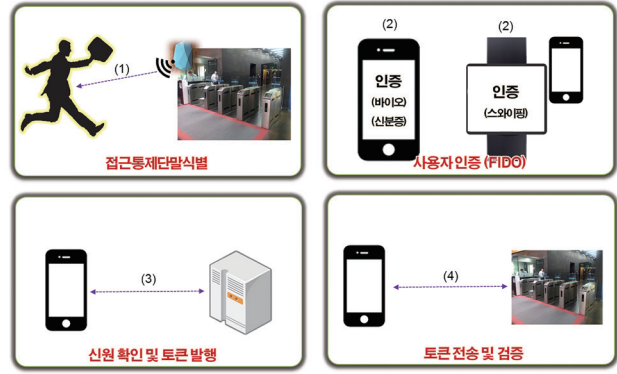 (1)
접근통제단말식별
(2)
(2)
인증
(바이오)
(신분증)
인증
(스와이핑)
사용자 인증 (FIDO)
(3)
신원 확인 및 토큰 발행
(4)
토큰 전송 및 검증